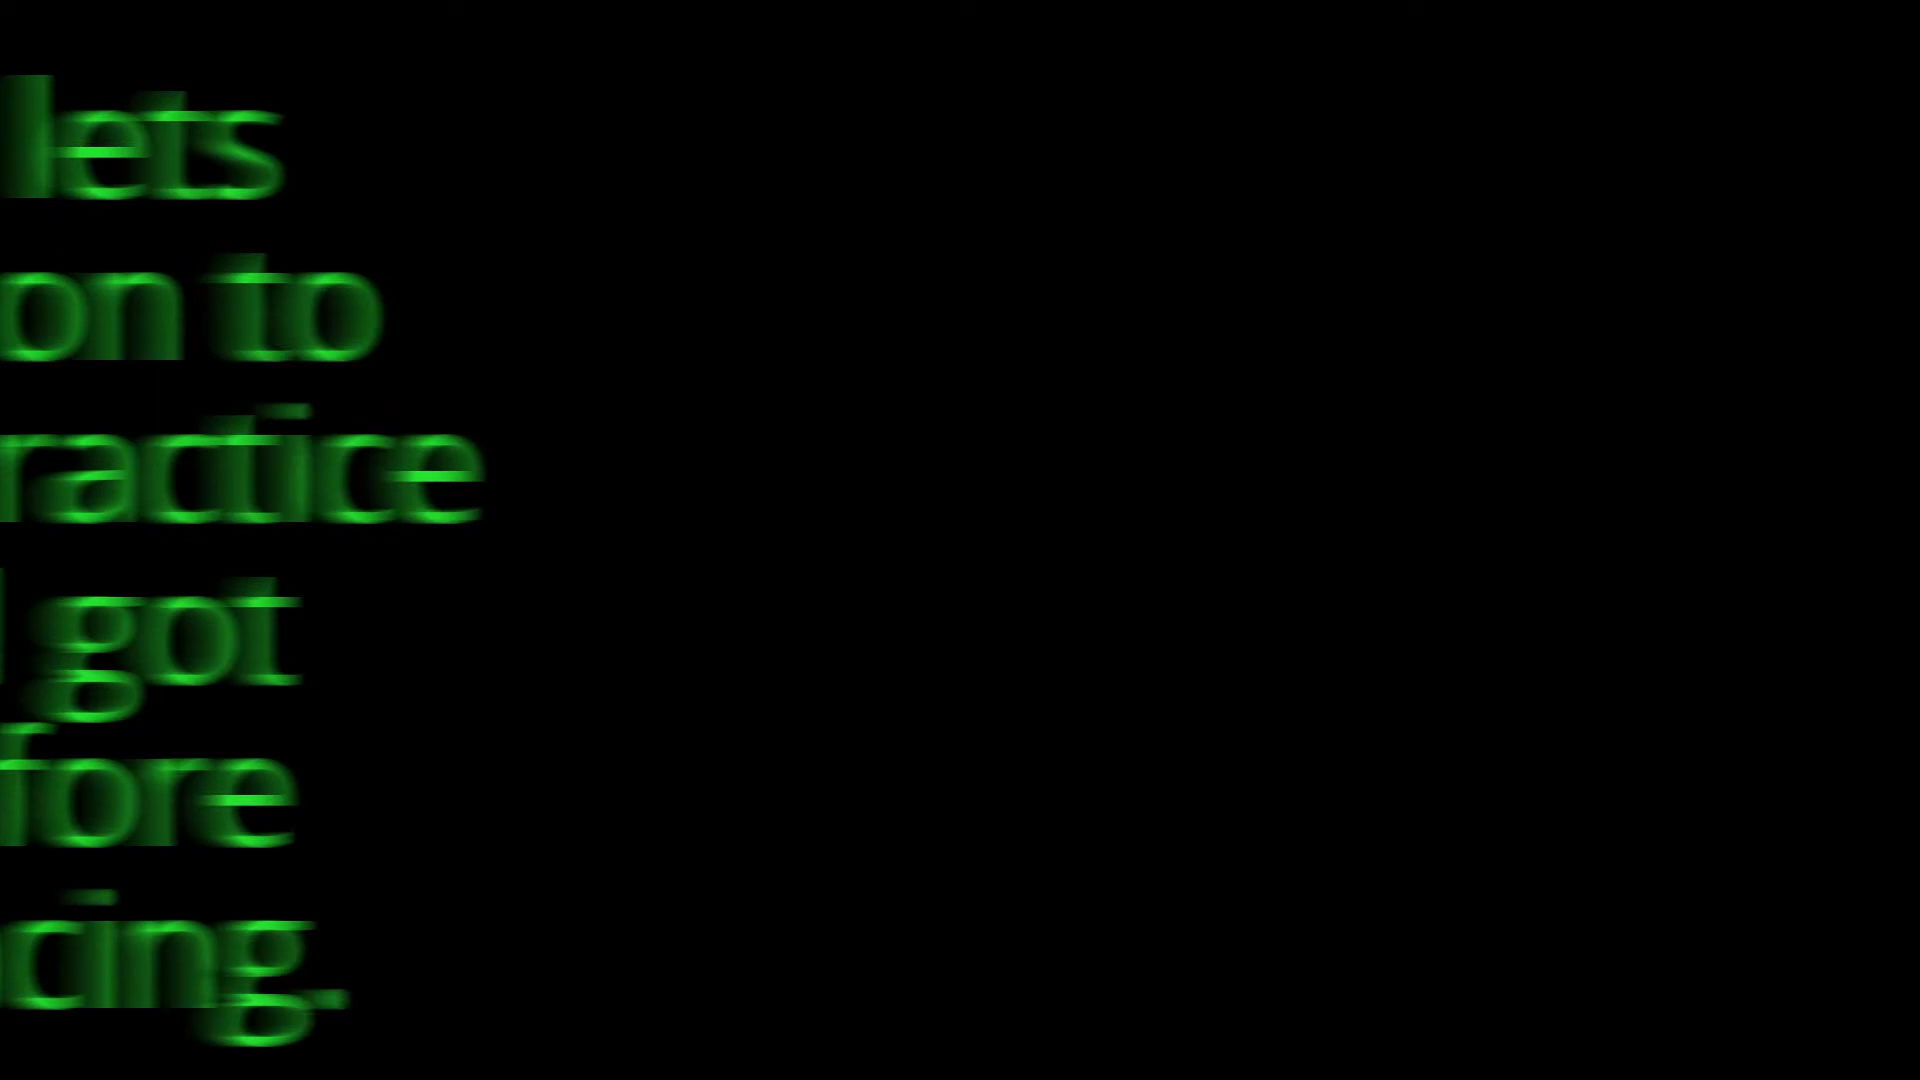 lets
on to
ractice
got
fore
cing.